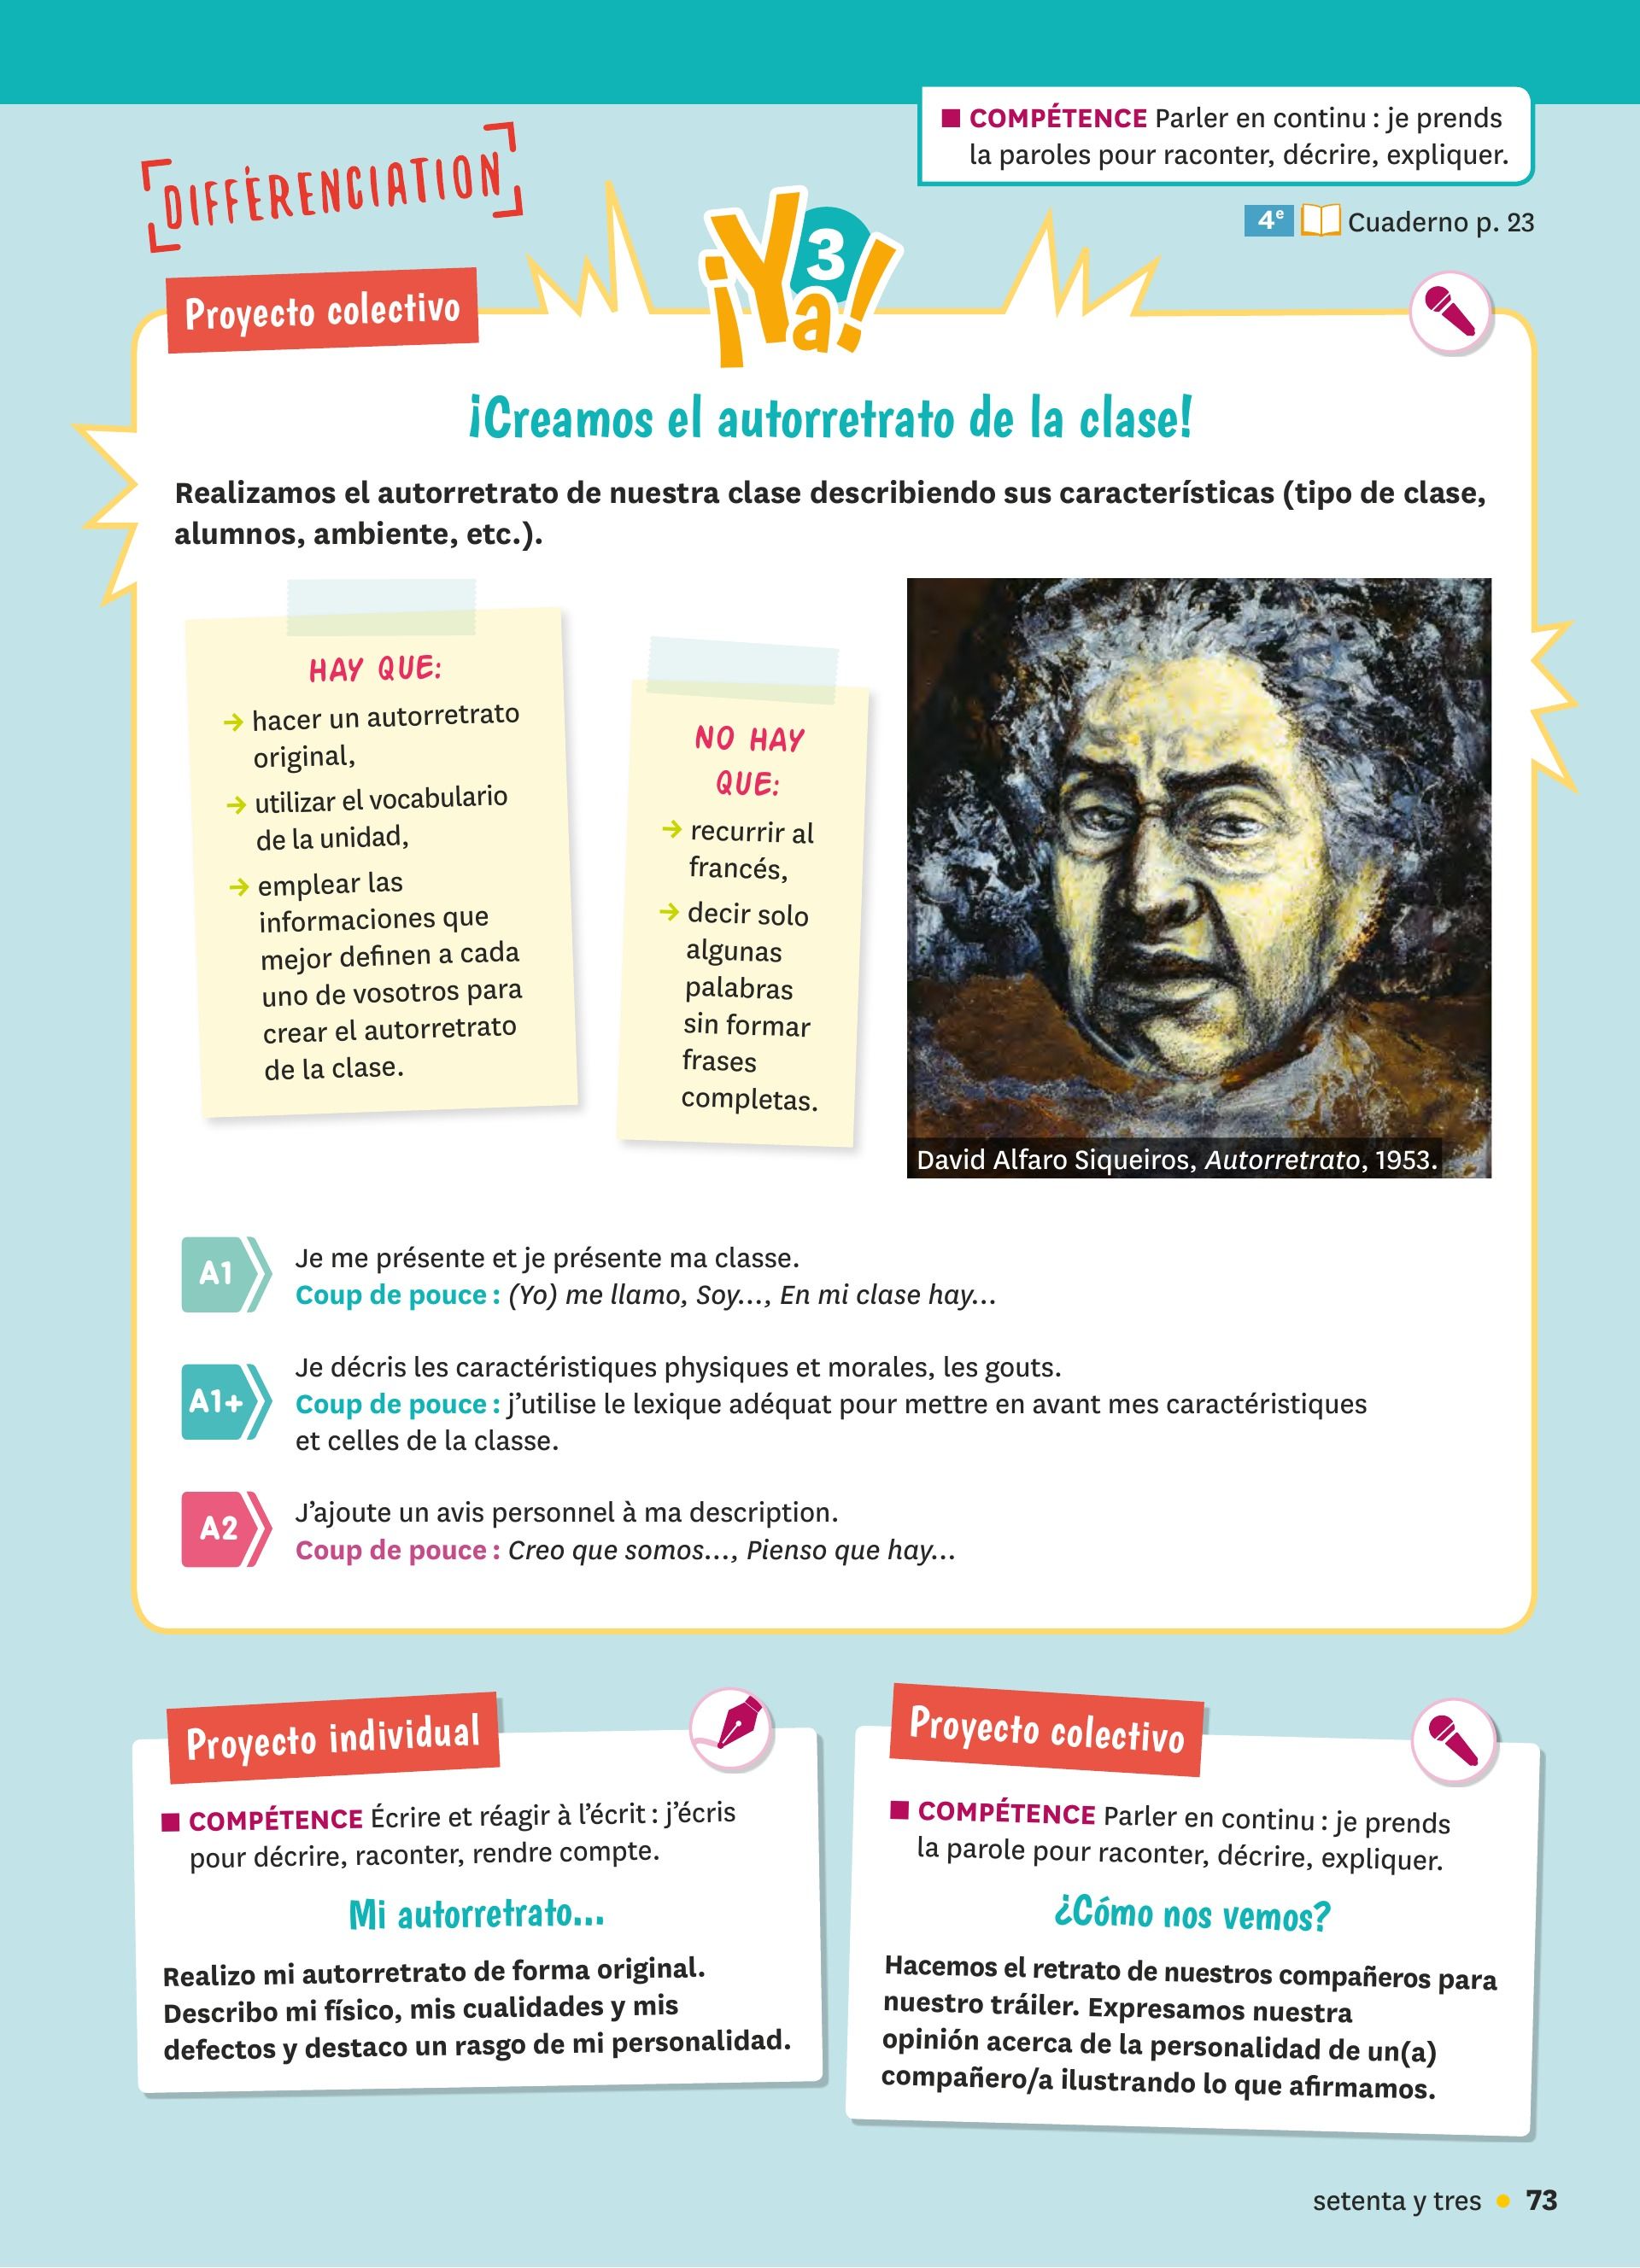 ■ COMPÉTENCE Parler en continu : je prends
la paroles pour raconter, décrire, expliquer.
DIFFÉRENCIATION
4e Cuaderno p. 23
¡Ya! 3
Proyecto colectivo
¡Creamos el autorretrato de la clase!
Realizamos el autorretrato de nuestra clase describiendo sus características (tipo de clase,
alumnos, ambiente, etc.).
HAY QUE:
→ hacer un autorretrato
original,
→ utilizar el vocabulario
de la unidad,
→ emplear las
informaciones que
mejor definen a cada
uno de vosotros para
crear el autorretrato
de la clase.
NO HAY
QUE:
→ recurrir al
francés,
→ decir solo
algunas
palabras
sin formar
frases
completas.
David Alfaro Siqueiros, Autorretrato, 1953.
A1
Je me présente et je présente ma classe.
Coup de pouce : (Yo) me llamo, Soy…, En mi clase hay…
A1+
Je décris les caractéristiques physiques et morales, les gouts.
Coup de pouce : j’utilise le lexique adéquat pour mettre en avant mes caractéristiques
et celles de la classe.
A2
J’ajoute un avis personnel à ma description.
Coup de pouce : Creo que somos…, Pienso que hay…
Proyecto individual
■ COMPÉTENCE Écrire et réagir à l’écrit : j’écris
pour décrire, raconter, rendre compte.
Mi autorretrato…
Realizo mi autorretrato de forma original.
Describo mi físico, mis cualidades y mis
defectos y destaco un rasgo de mi personalidad.
Proyecto colectivo
■ COMPÉTENCE Parler en continu : je prends
la parole pour raconter, décrire, expliquer.
¿Cómo nos vemos?
Hacemos el retrato de nuestros compañeros para
nuestro tráiler. Expresamos nuestra
opinión acerca de la personalidad de un(a)
compañero/a ilustrando lo que afirmamos.
setenta y tres • 73